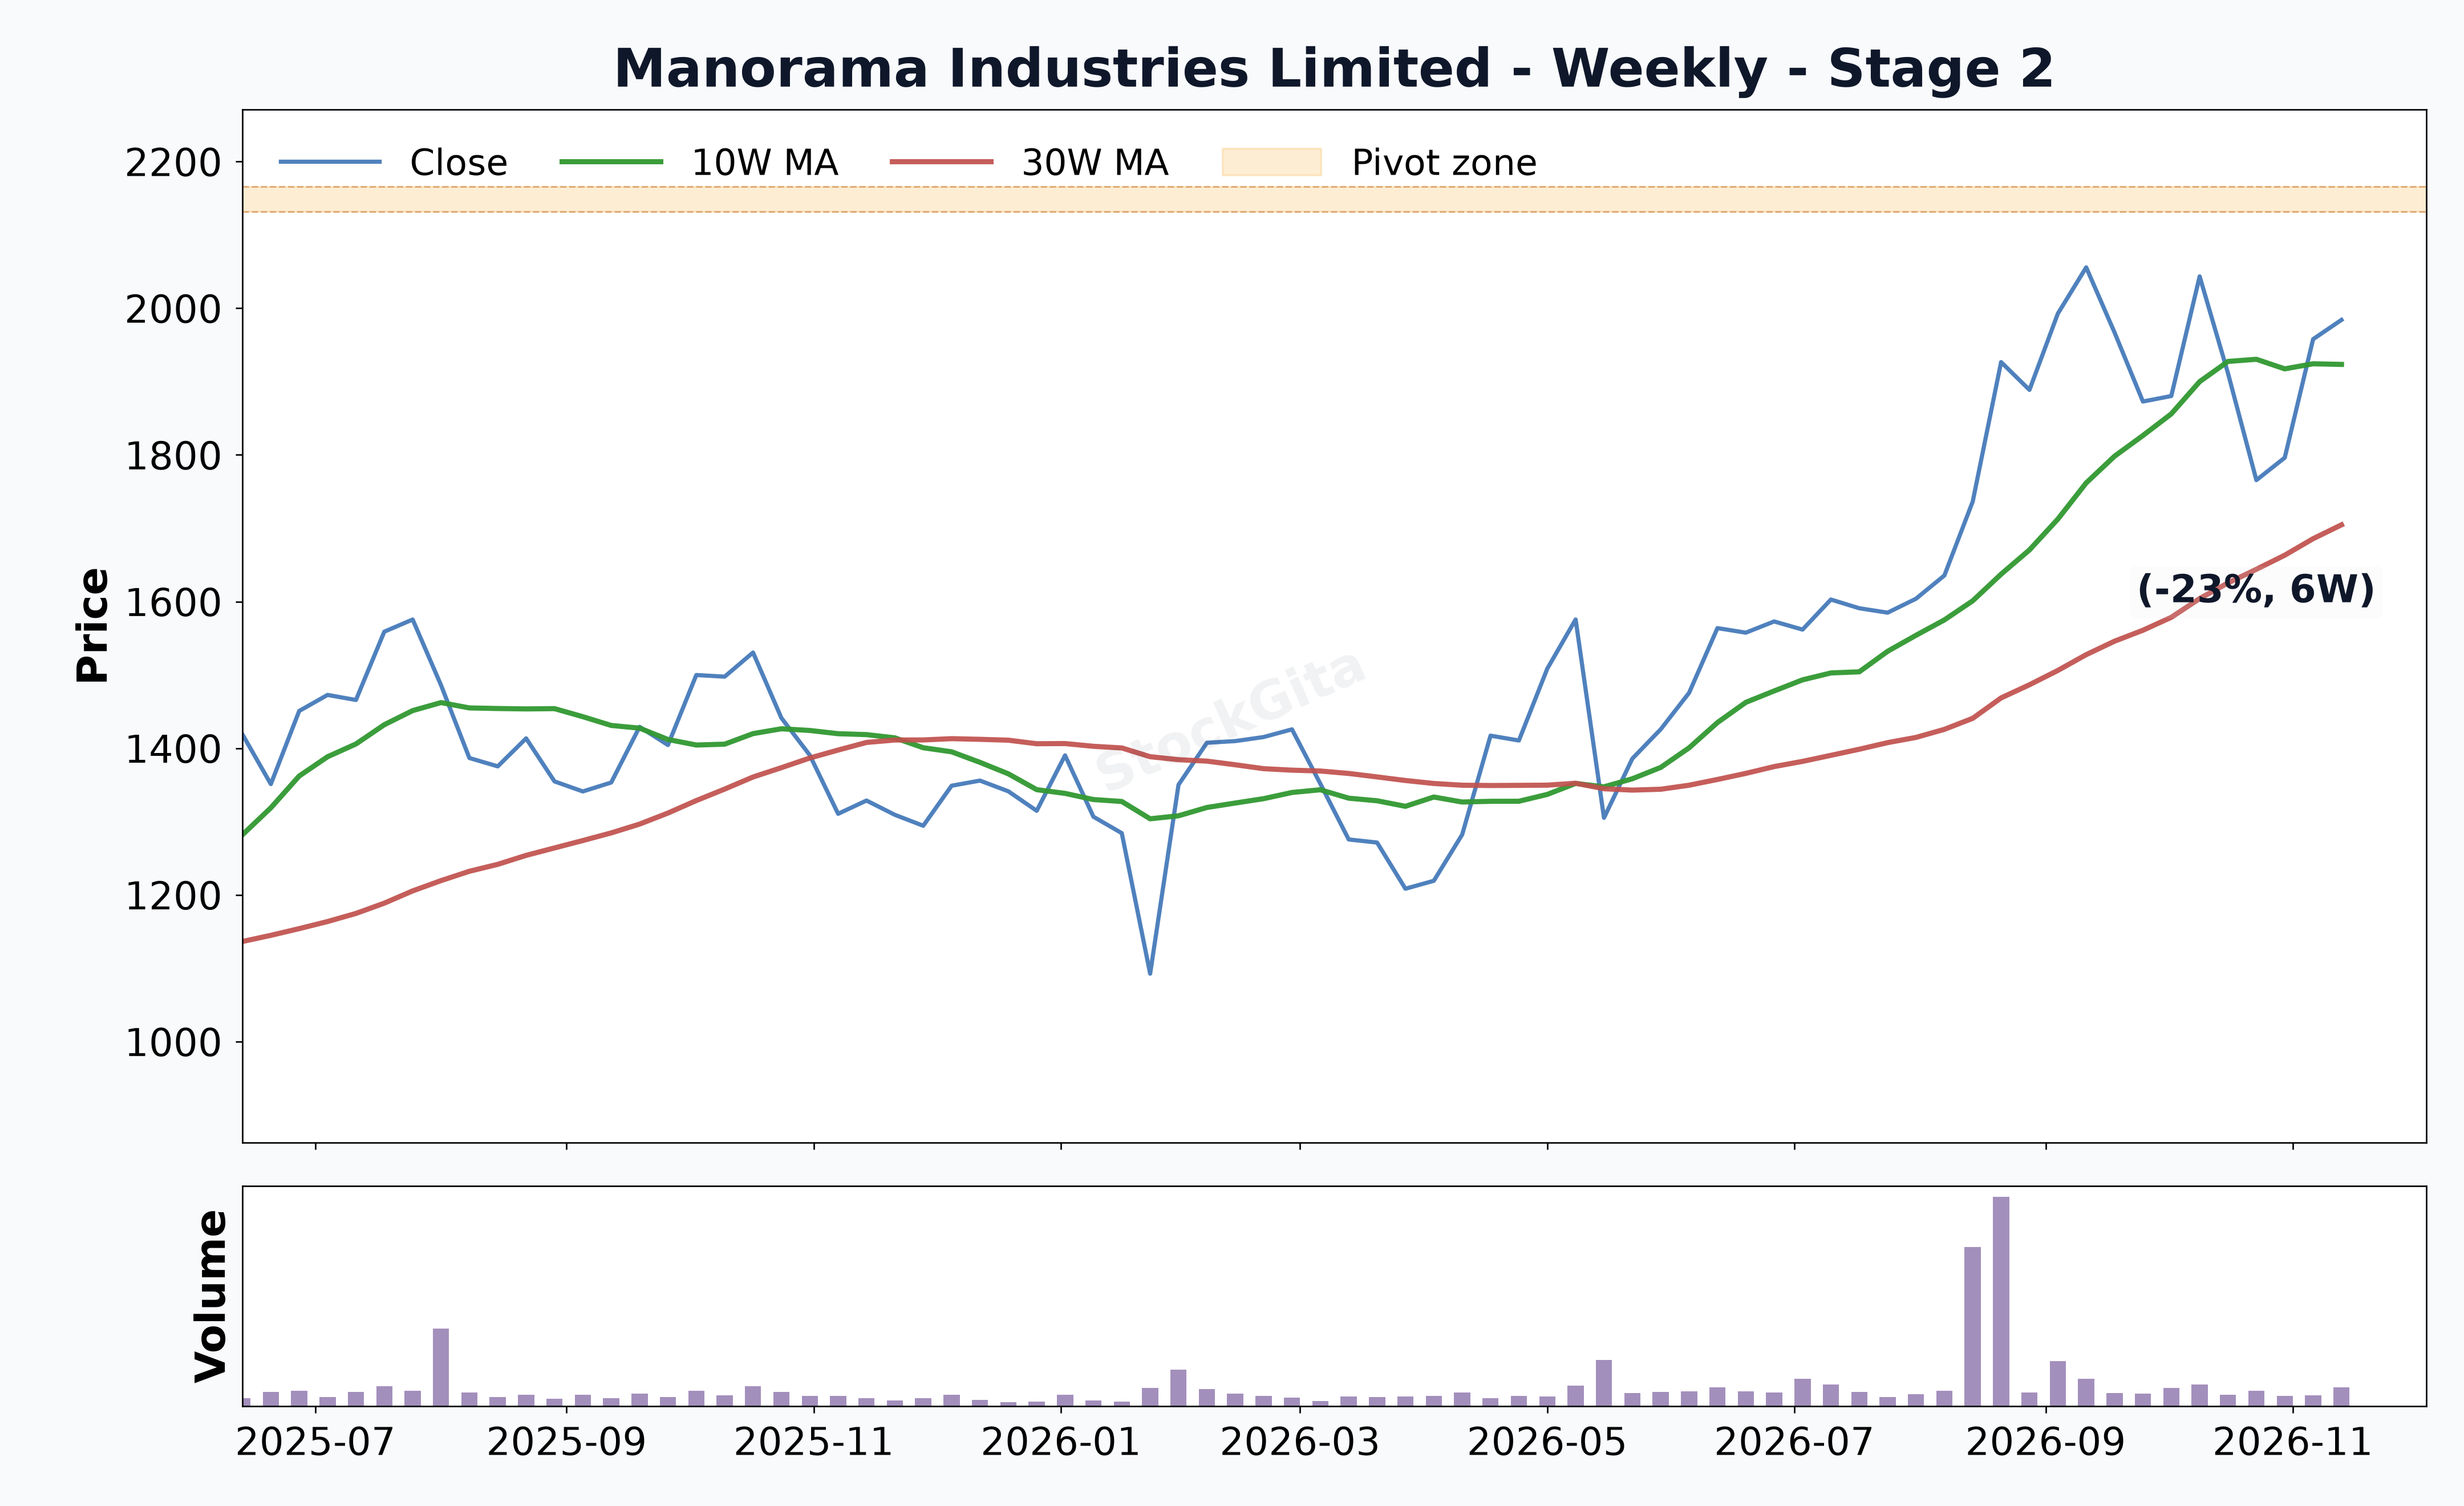 Manorama Industries Limited - Weekly - Stage 2
Close 10W MA 30W MA Pivot zone
2200
2000
1800
1600
1400
1200
1000
Price
(-23%, 6W)
StockGita
Volume
2025-07 2025-09 2025-11 2026-01 2026-03 2026-05 2026-07 2026-09 2026-11